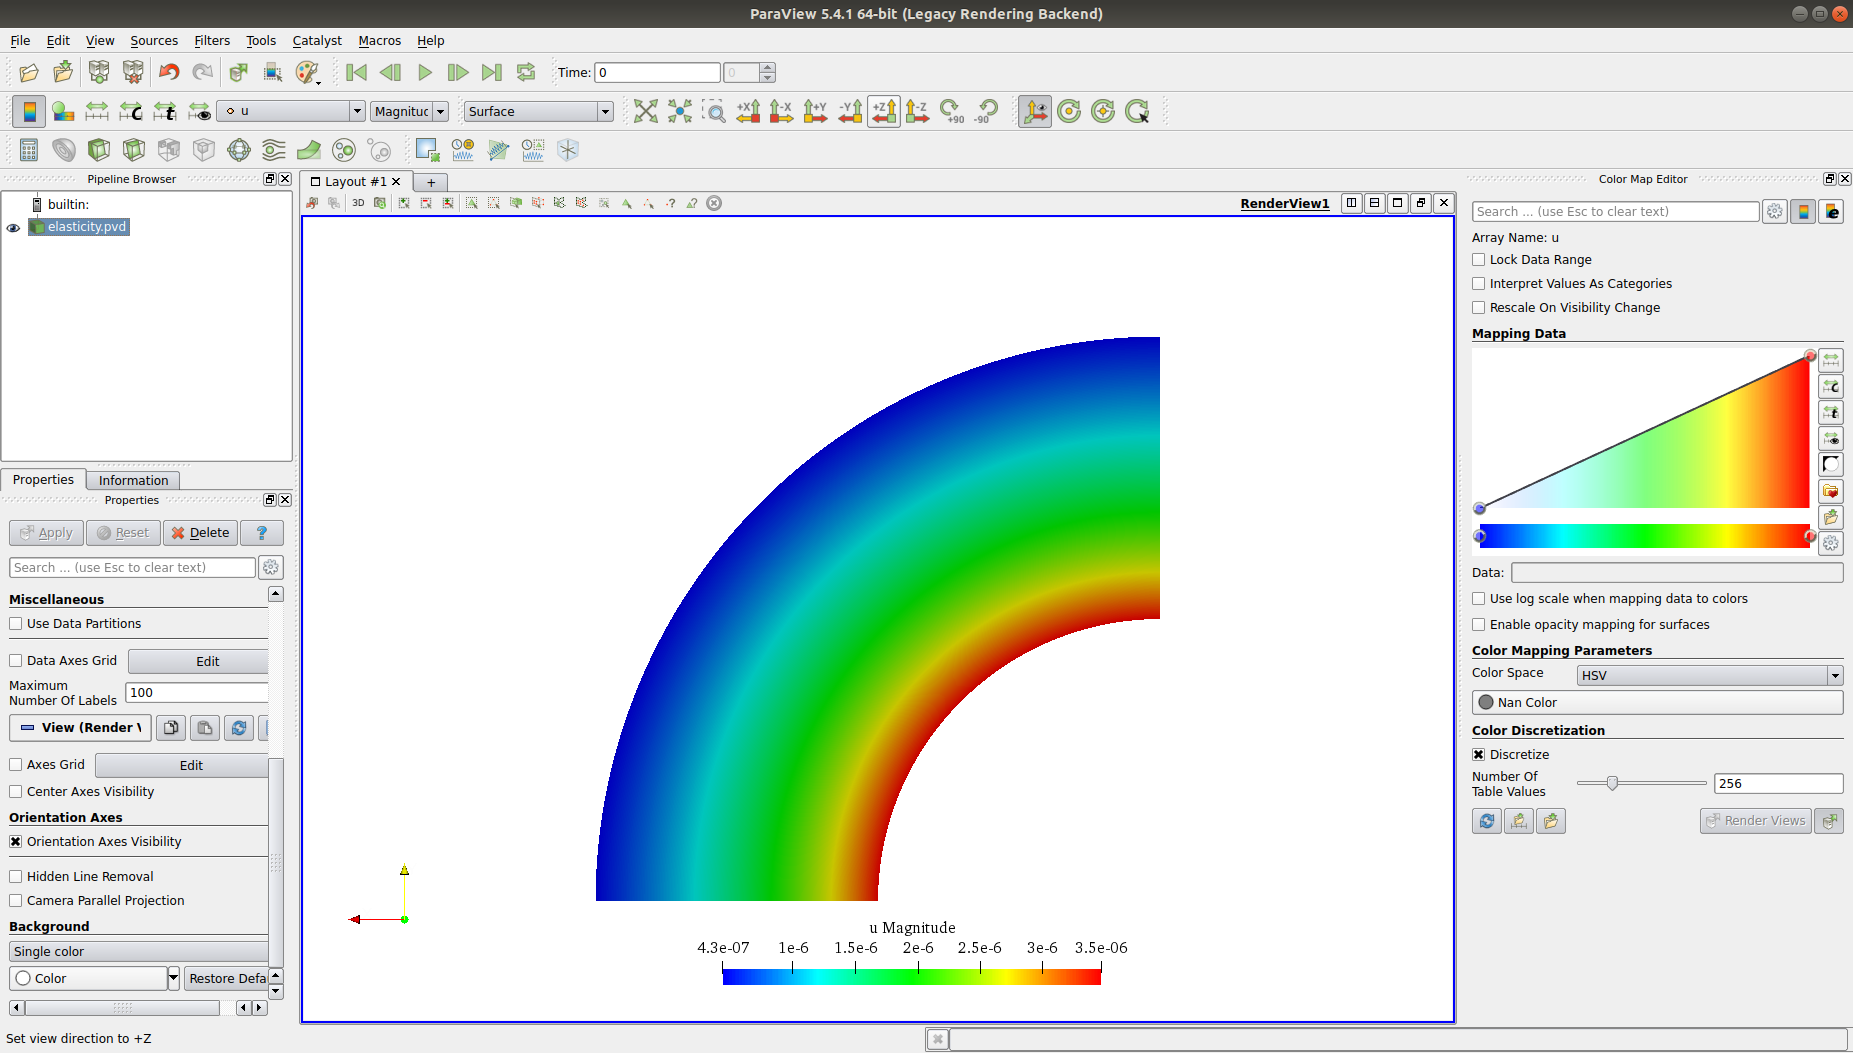 ParaView 5.4.1 64-bit (Legacy Rendering Backend)
File Edit View Sources Filters Tools Catalyst Macros Help
Time: 0 0
u Magnituc Surface
+X -X +Y -Y +Z -Z +90 -90
Pipeline Browser
builtin:
elasticity.pvd
Properties Information
Properties
Apply Reset Delete ?
Search ... (use Esc to clear text)
Miscellaneous
Use Data Partitions
Data Axes Grid Edit
Maximum
Number Of Labels 100
View (Render V
Axes Grid Edit
Center Axes Visibility
Orientation Axes
Orientation Axes Visibility
Hidden Line Removal
Camera Parallel Projection
Background
Single color
Color Restore Defa
Set view direction to +Z
Layout #1 +
3D RenderView1
u Magnitude
4.3e-07 1e-6 1.5e-6 2e-6 2.5e-6 3e-6 3.5e-06
Color Map Editor
Search ... (use Esc to clear text)
Array Name: u
Lock Data Range
Interpret Values As Categories
Rescale On Visibility Change
Mapping Data
Data:
Use log scale when mapping data to colors
Enable opacity mapping for surfaces
Color Mapping Parameters
Color Space HSV
Nan Color
Color Discretization
Discretize
Number Of
Table Values 256
Render Views